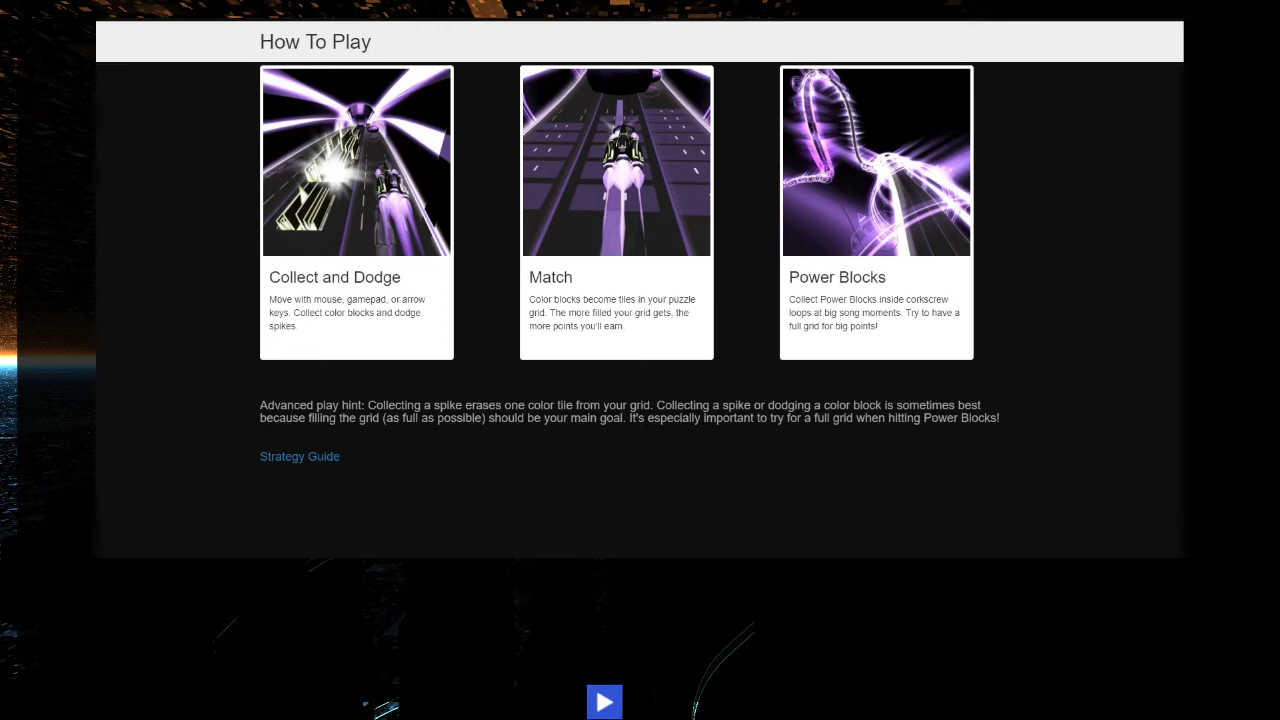 How To Play
Collect and Dodge
Move with mouse, gamepad, or arrow
keys. Collect color blocks and dodge
spikes.
Match
Color blocks become tiles in your puzzle
grid. The more filled your grid gets, the
more points you'll earn.
Power Blocks
Collect Power Blocks inside corkscrew
loops at big song moments. Try to have a
full grid for big points!
Advanced play hint: Collecting a spike erases one color tile from your grid. Collecting a spike or dodging a color block is sometimes best
because filling the grid (as full as possible) should be your main goal. It's especially important to try for a full grid when hitting Power Blocks!
Strategy Guide